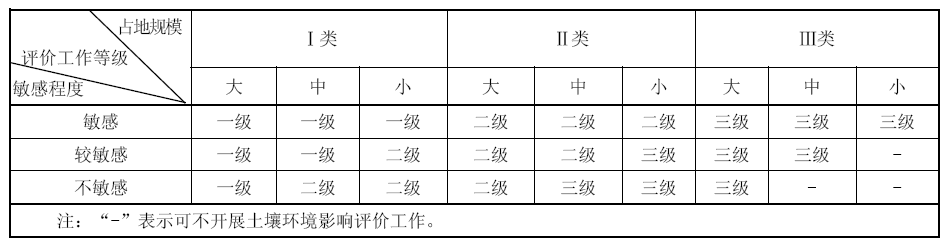 占地规模
评价工作等级
敏感程度
Ⅰ类 Ⅱ类 Ⅲ类
大 中 小 大 中 小 大 中 小
敏感 一级 一级 一级 二级 二级 二级 三级 三级 三级
较敏感 一级 一级 二级 二级 二级 三级 三级 三级 -
不敏感 一级 二级 二级 二级 三级 三级 三级 - -
注：“-”表示可不开展土壤环境影响评价工作。